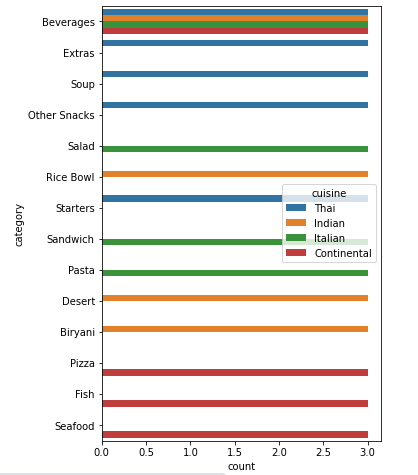 Beverages
Extras
Soup
Other Snacks
Salad
Rice Bowl
Starters
Sandwich
Pasta
Desert
Biryani
Pizza
Fish
Seafood
category
cuisine
Thai
Indian
Italian
Continental
0.0 0.5 1.0 1.5 2.0 2.5 3.0
count